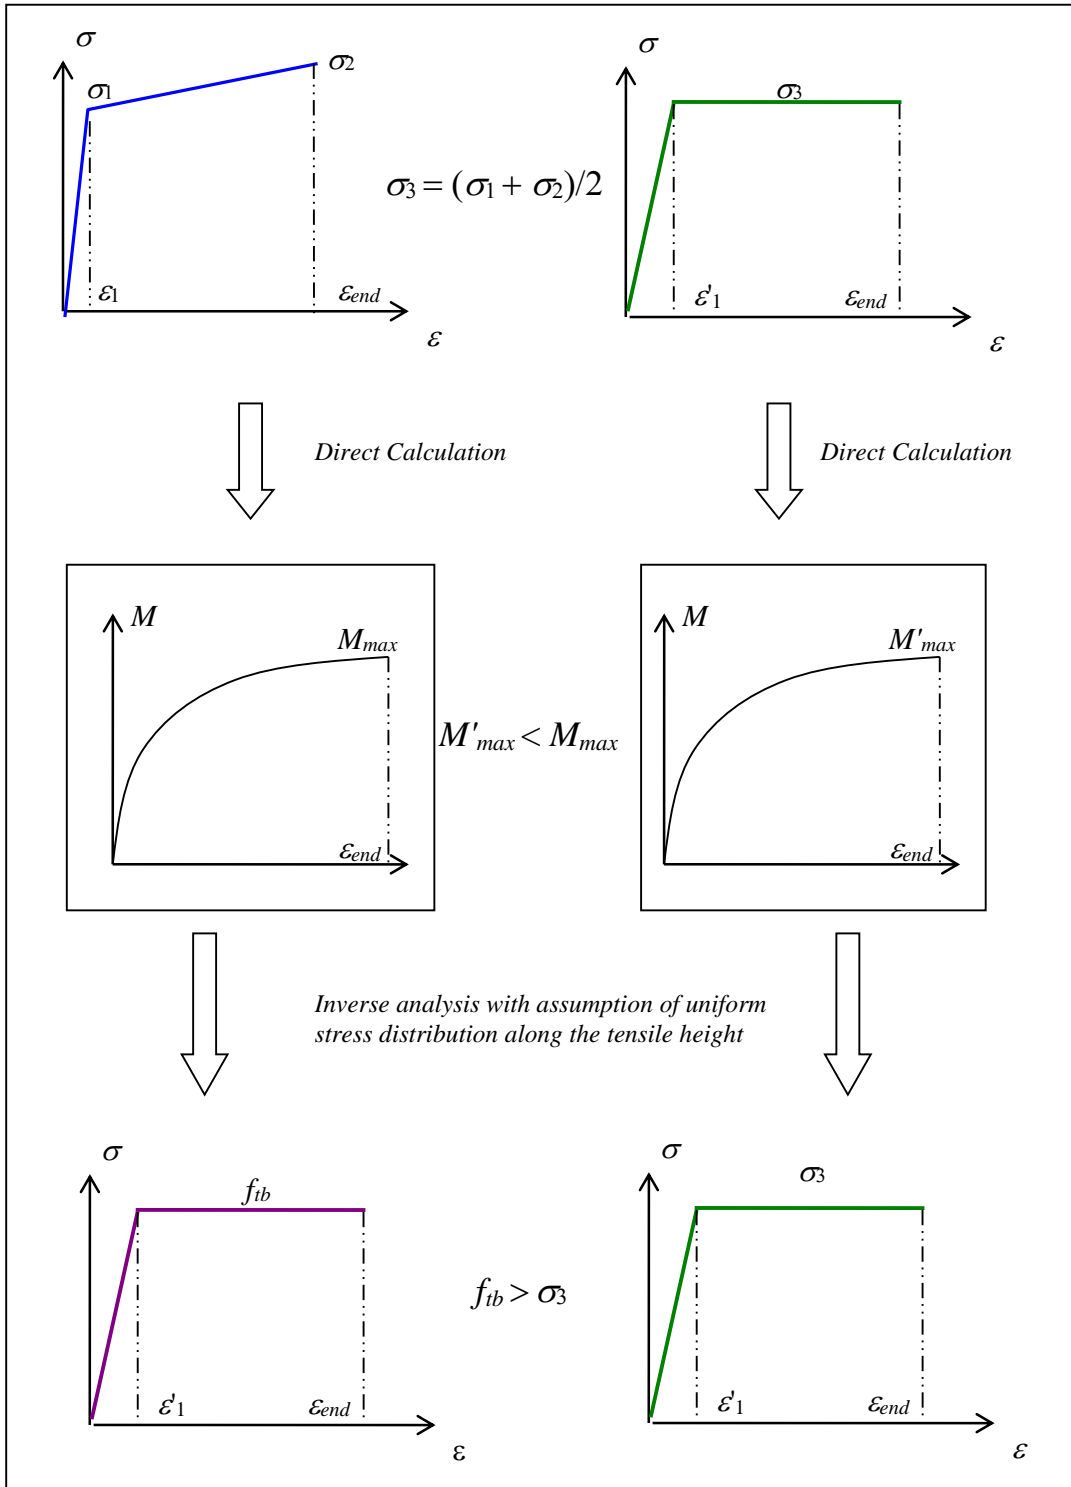 σ
σ1
σ2
ε1
εend
ε
σ3 = (σ1 + σ2)/2
σ
σ3
ε'1
εend
ε
Direct Calculation
Direct Calculation
M
Mmax
εend
M'max < Mmax
M
M'max
εend
Inverse analysis with assumption of uniform
stress distribution along the tensile height
σ
ftb
ε'1
εend
ε
ftb > σ3
σ
σ3
ε'1
εend
ε